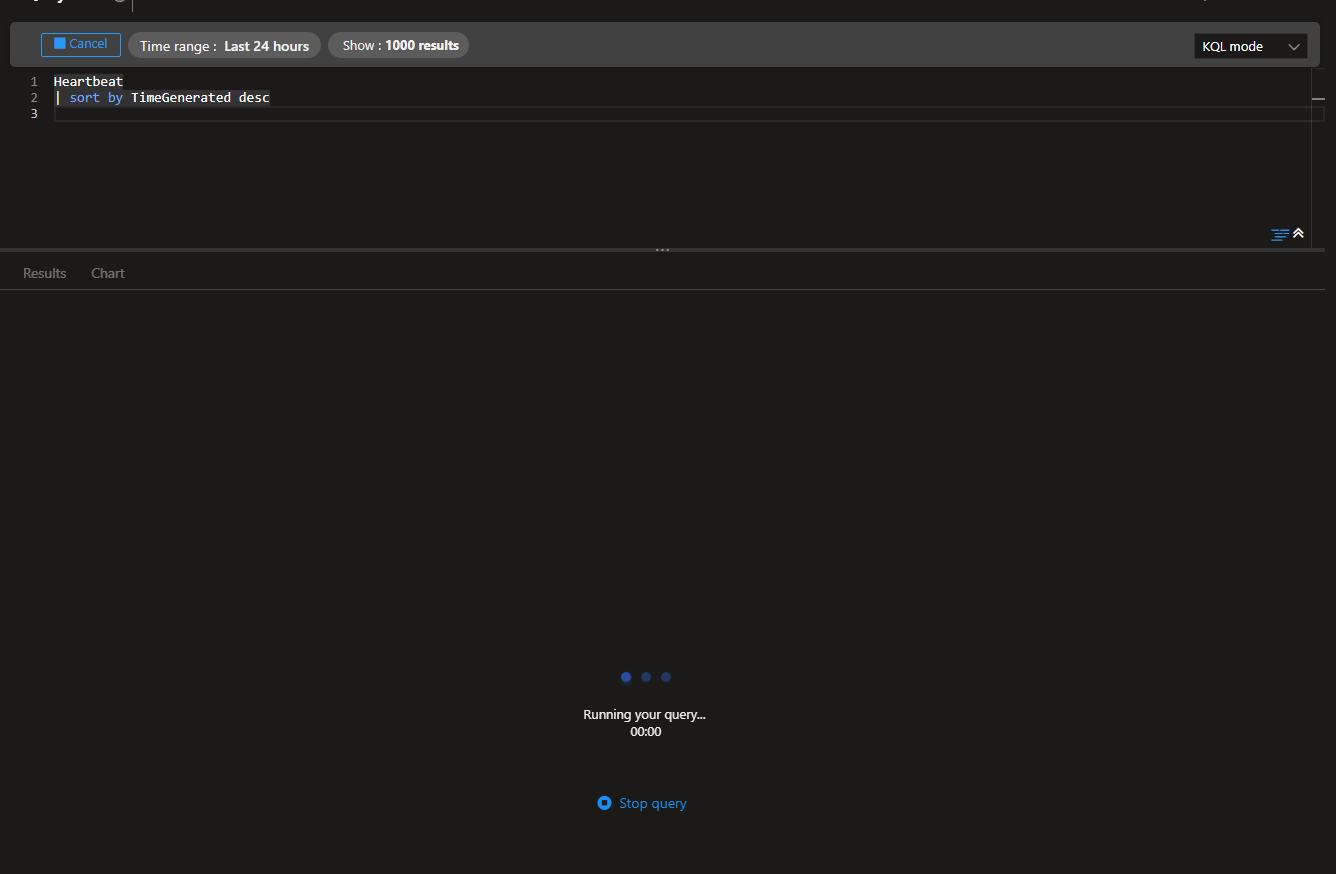 Cancel Time range : Last 24 hours Show : 1000 results KQL mode
1 Heartbeat
2 | sort by TimeGenerated desc
3
Results Chart
Running your query...
00:00
Stop query